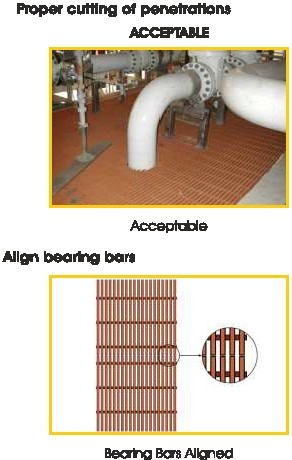 Proper cutting of penetrations
ACCEPTABLE
Acceptable
Align bearing bars
Bearing Bars Aligned